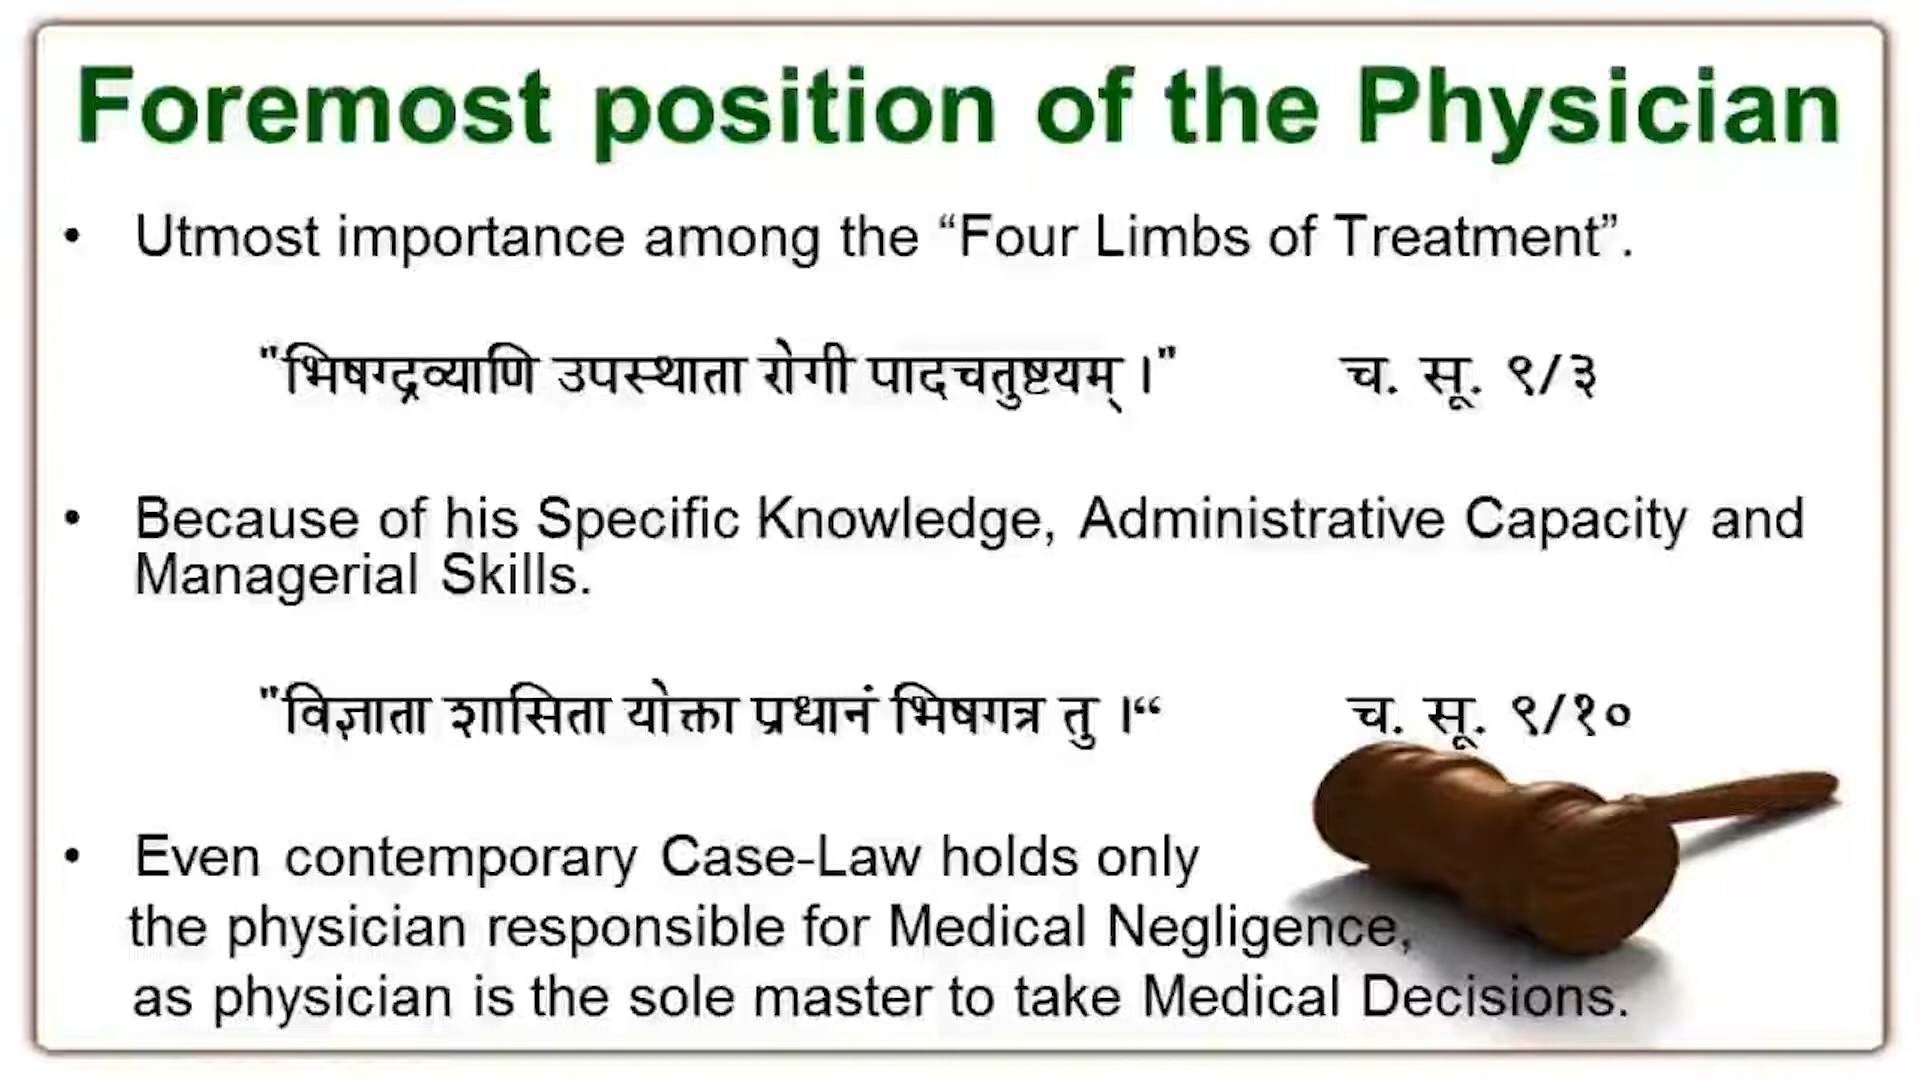 Foremost position of the Physician
• Utmost importance among the “Four Limbs of Treatment”.
"भिषग्द्रव्याणि उपस्थाता रोगी पादचतुष्टयम् ।" च. सू. ९/३
• Because of his Specific Knowledge, Administrative Capacity and
Managerial Skills.
"विज्ञाता शासिता योक्ता प्रधानं भिषगत्र तु ।“ च. सू. ९/१०
• Even contemporary Case-Law holds only
the physician responsible for Medical Negligence,
as physician is the sole master to take Medical Decisions.